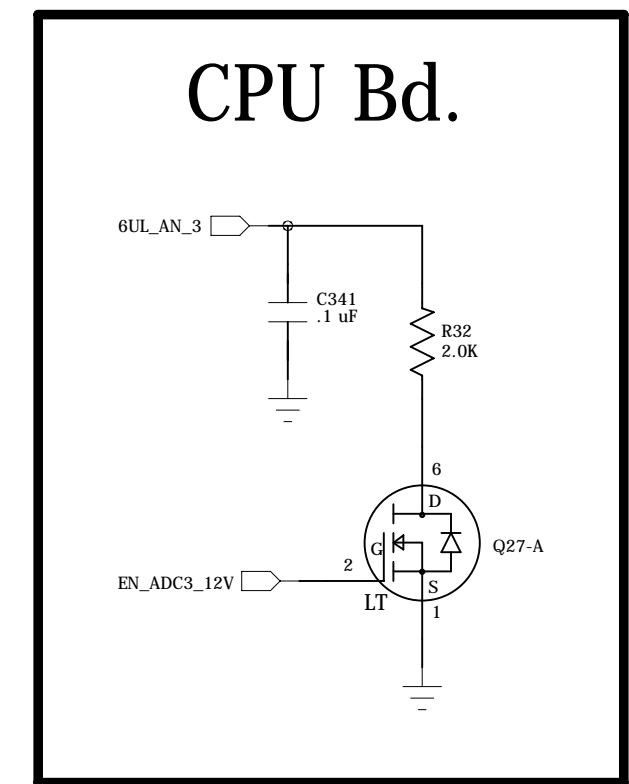 CPU Bd.
6UL_AN_3
C341
.1 uF
R32
2.0K
6
D
G
Q27-A
2
EN_ADC3_12V
S
LT
1